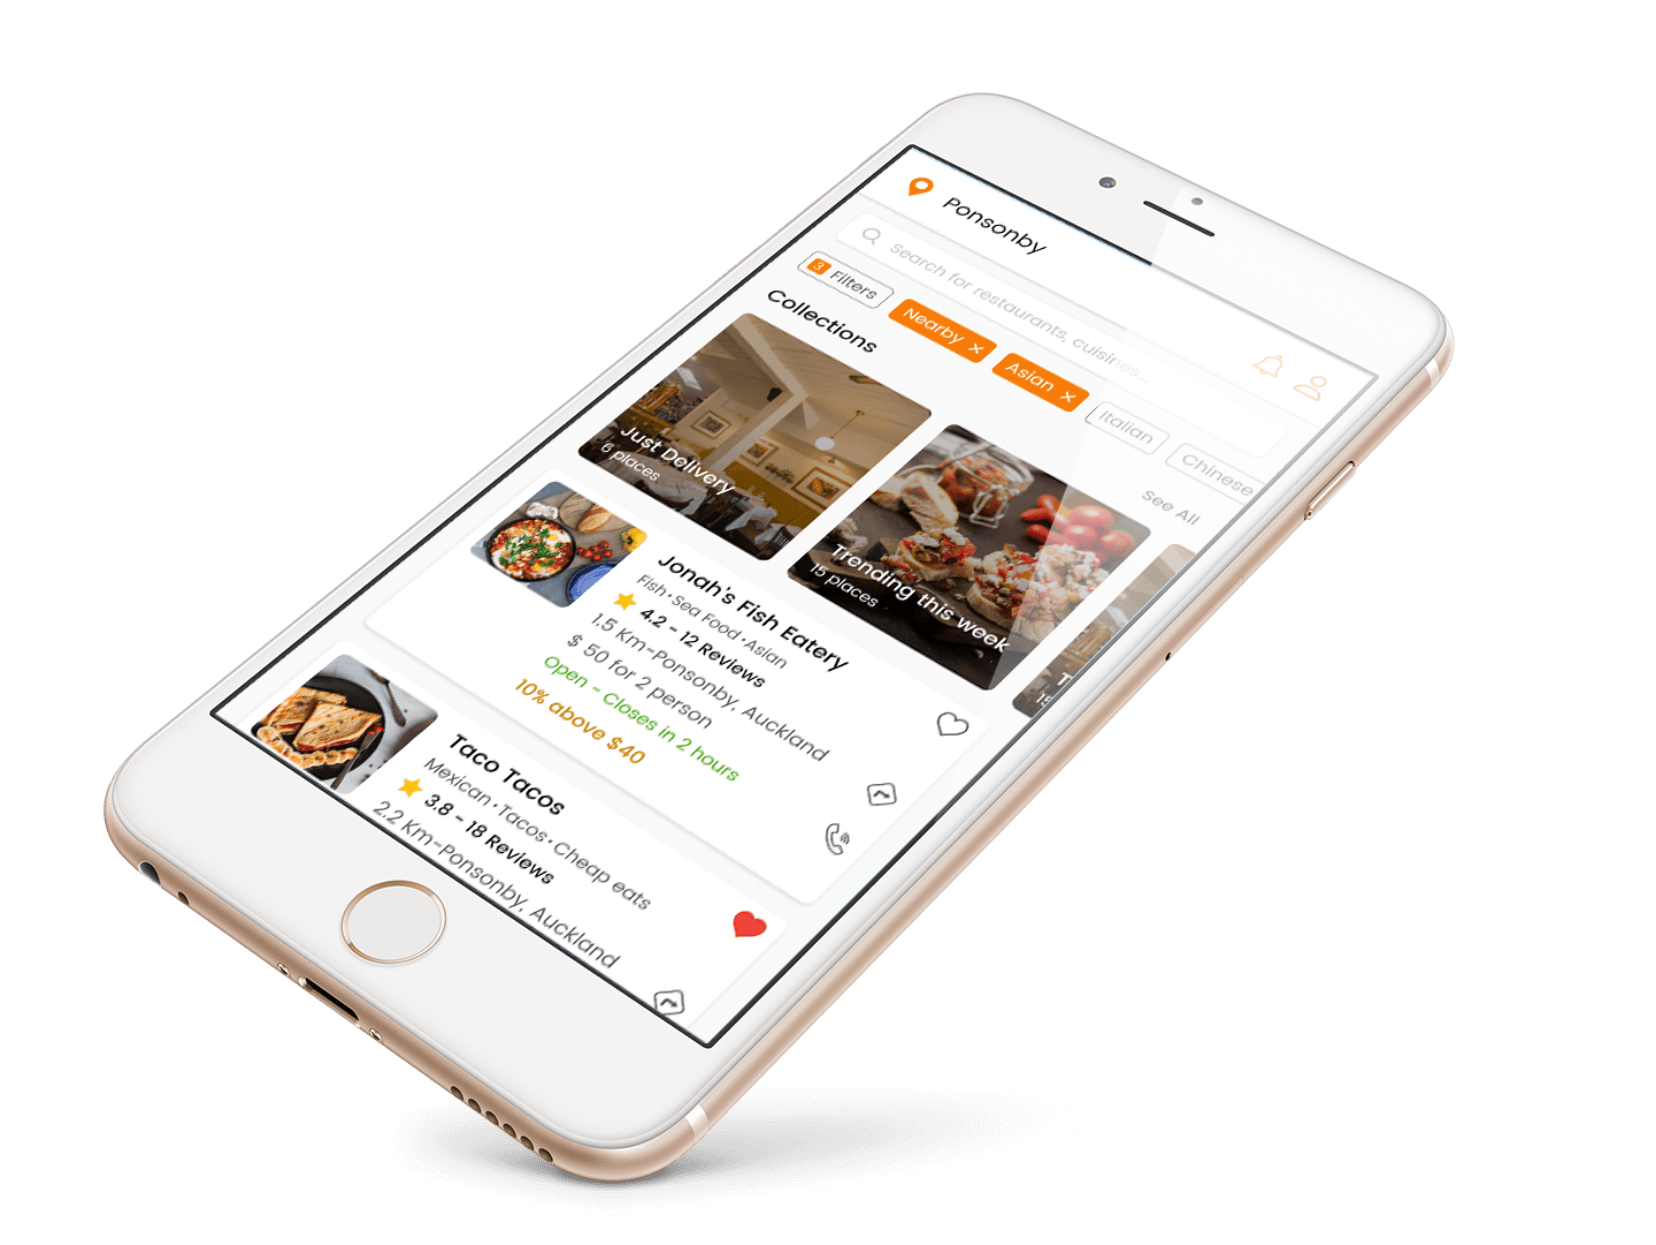 Ponsonby
Search for restaurants, cuisines...
3 Filters
Nearby ×
Asian ×
Italian
Chinese
Collections
See All
Just Delivery
6 places
Trending this week
15 places
T
15
Jonah's Fish Eatery
Fish • Sea Food • Asian
4.2 - 12 Reviews
1.5 Km-Ponsonby, Auckland
$ 50 for 2 person
Open - Closes in 2 hours
10% above $40
Taco Tacos
Mexican • Tacos • Cheap eats
3.8 - 18 Reviews
2.2 Km-Ponsonby, Auckland